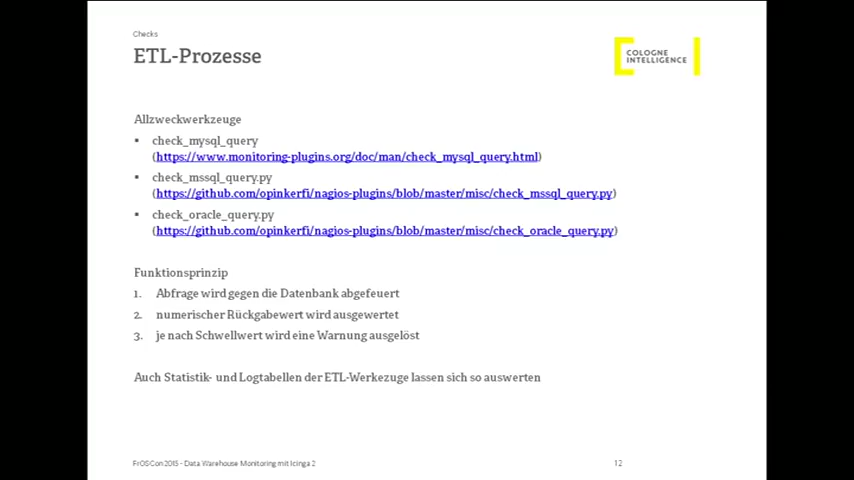 Checks
ETL-Prozesse
COLOGNE
INTELLIGENCE
Allzweckwerkzeuge
▪ check_mysql_query
(https://www.monitoring-plugins.org/doc/man/check_mysql_query.html)
▪ check_mssql_query.py
(https://github.com/opinkerfi/nagios-plugins/blob/master/misc/check_mssql_query.py)
▪ check_oracle_query.py
(https://github.com/opinkerfi/nagios-plugins/blob/master/misc/check_oracle_query.py)
Funktionsprinzip
1. Abfrage wird gegen die Datenbank abgefeuert
2. numerischer Rückgabewert wird ausgewertet
3. je nach Schwellwert wird eine Warnung ausgelöst
Auch Statistik- und Logtabellen der ETL-Werkezuge lassen sich so auswerten
FrOSCon 2015 - Data Warehouse Monitoring mit Icinga 2
12